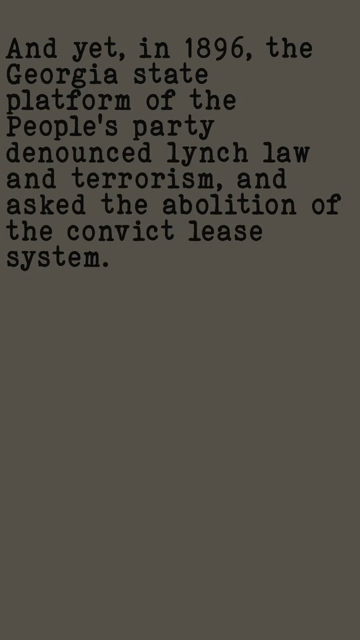 And yet, in 1896, the
Georgia state
platform of the
People's party
denounced lynch law
and terrorism, and
asked the abolition of
the convict lease
system.